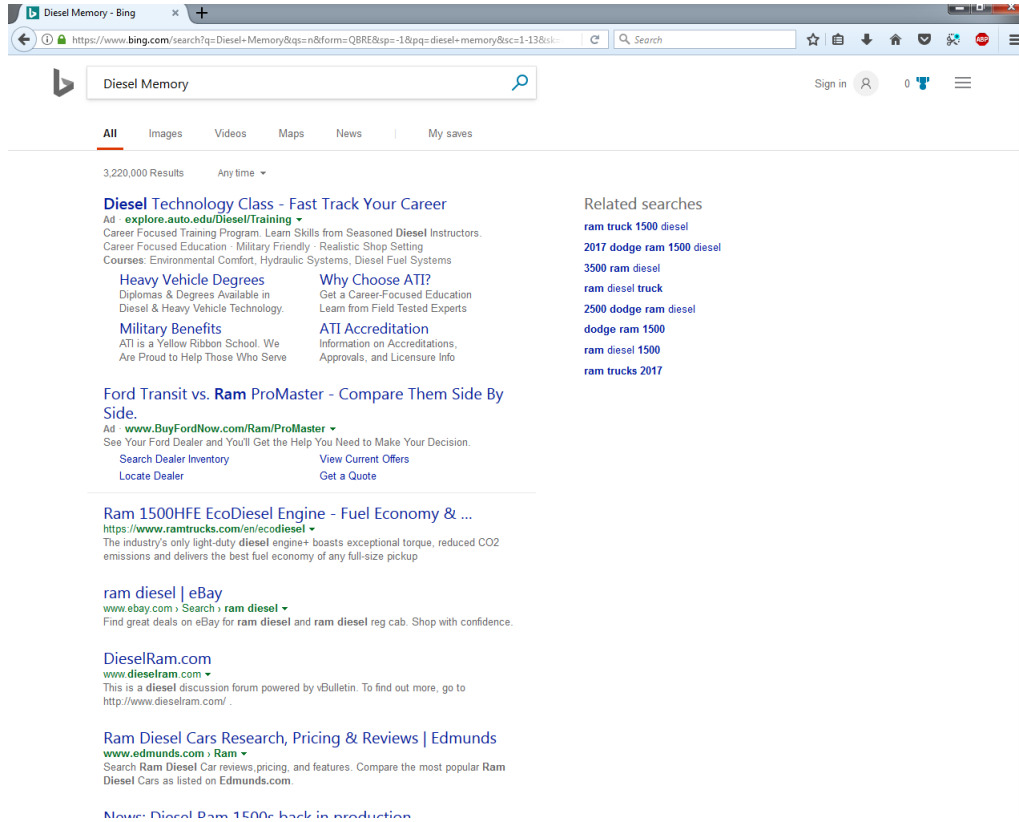 Diesel Memory - Bing
https://www.bing.com/search?q=Diesel+Memory&qs=n&form=QBRE&sp=-1&pq=diesel+memory&sc=1-13&sk=
Search
ABP
Diesel Memory
Sign in
0
All Images Videos Maps News My saves
3,220,000 Results Any time
Diesel Technology Class - Fast Track Your Career
Ad · explore.auto.edu/Diesel/Training
Career Focused Training Program. Learn Skills from Seasoned Diesel Instructors.
Career Focused Education · Military Friendly · Realistic Shop Setting
Courses: Environmental Comfort, Hydraulic Systems, Diesel Fuel Systems
Heavy Vehicle Degrees
Diplomas & Degrees Available in
Diesel & Heavy Vehicle Technology.
Why Choose ATI?
Get a Career-Focused Education
Learn from Field Tested Experts
Military Benefits
ATI is a Yellow Ribbon School. We
Are Proud to Help Those Who Serve
ATI Accreditation
Information on Accreditations,
Approvals, and Licensure Info
Ford Transit vs. Ram ProMaster - Compare Them Side By
Side.
Ad · www.BuyFordNow.com/Ram/ProMaster
See Your Ford Dealer and You'll Get the Help You Need to Make Your Decision.
Search Dealer Inventory
View Current Offers
Locate Dealer
Get a Quote
Ram 1500HFE EcoDiesel Engine - Fuel Economy & ...
https://www.ramtrucks.com/en/ecodiesel
The industry's only light-duty diesel engine+ boasts exceptional torque, reduced CO2
emissions and delivers the best fuel economy of any full-size pickup
ram diesel | eBay
www.ebay.com › Search › ram diesel
Find great deals on eBay for ram diesel and ram diesel reg cab. Shop with confidence.
DieselRam.com
www.dieselram.com
This is a diesel discussion forum powered by vBulletin. To find out more, go to
http://www.dieselram.com/ .
Ram Diesel Cars Research, Pricing & Reviews | Edmunds
www.edmunds.com › Ram
Search Ram Diesel Car reviews,pricing, and features. Compare the most popular Ram
Diesel Cars as listed on Edmunds.com.
News: Diesel Ram 1500s back in production
Related searches
ram truck 1500 diesel
2017 dodge ram 1500 diesel
3500 ram diesel
ram diesel truck
2500 dodge ram diesel
dodge ram 1500
ram diesel 1500
ram trucks 2017